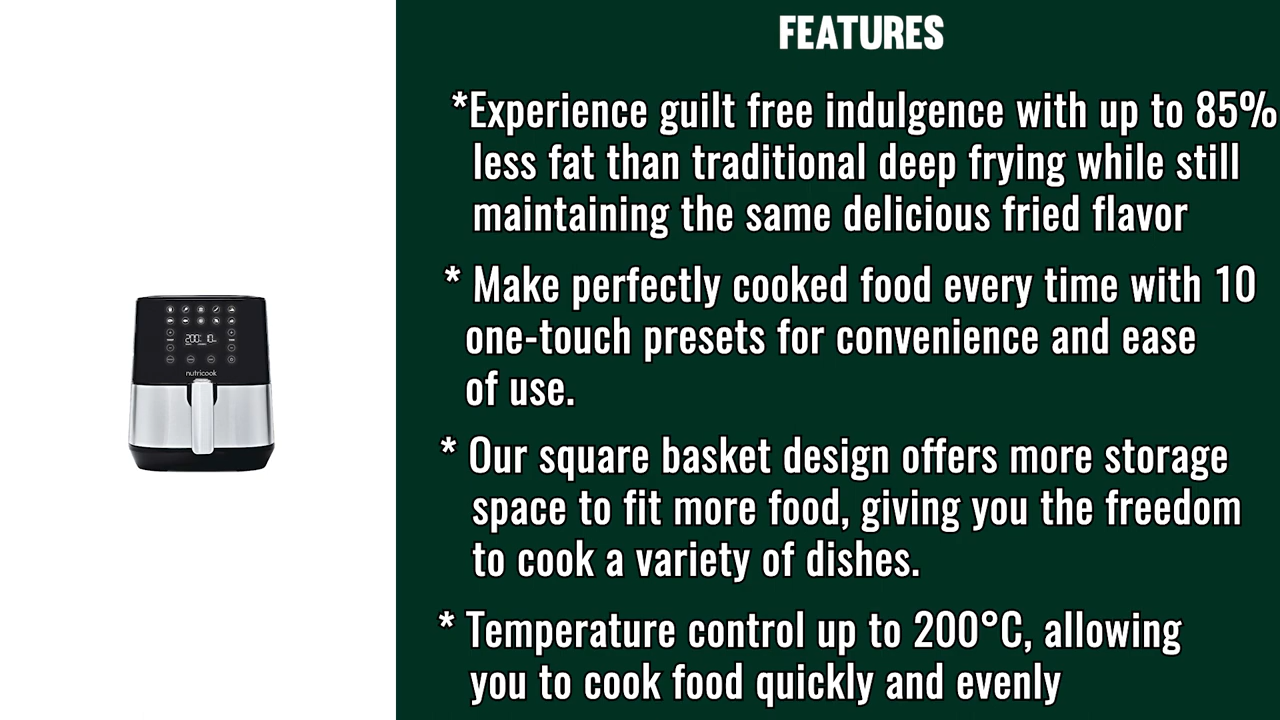 FEATURES
*Experience guilt free indulgence with up to 85%
less fat than traditional deep frying while still
maintaining the same delicious fried flavor
* Make perfectly cooked food every time with 10
one-touch presets for convenience and ease
of use.
* Our square basket design offers more storage
space to fit more food, giving you the freedom
to cook a variety of dishes.
* Temperature control up to 200°C, allowing
you to cook food quickly and evenly
200 10
nutricook